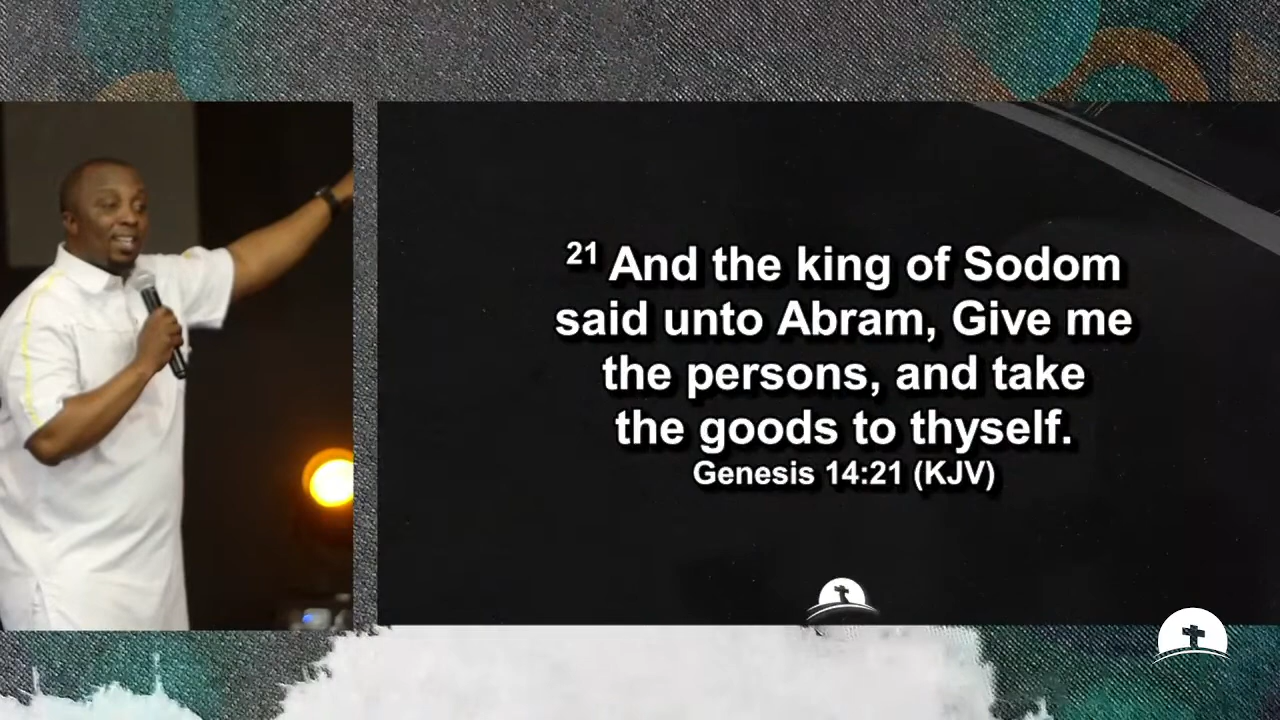 21 And the king of Sodom
said unto Abram, Give me
the persons, and take
the goods to thyself.
Genesis 14:21 (KJV)